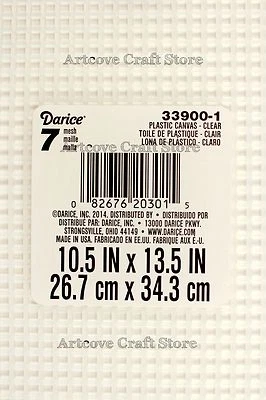 Artcove Craft Store
Darice
33900-1
7 mesh
maille
malla
PLASTIC CANVAS - CLEAR
TOILE DE PLASTIQUE - CLAIR
LONA DE PLASTICO - CLARO
0 82676 20301 5
©DARICE, INC. 2014. DISTRIBUTED BY • DISTRIBUIDO POR
DISTRIBUÉ PAR: DARICE, INC. • 13000 DARICE PKWY.
STRONGSVILLE, OHIO 44149 • WWW.DARICE.COM
MADE IN USA. FABRICADO EN EE.UU. FABRIQUÉ AUX É.-U.
10.5 IN x 13.5 IN
26.7 cm x 34.3 cm
Artcove Craft Store